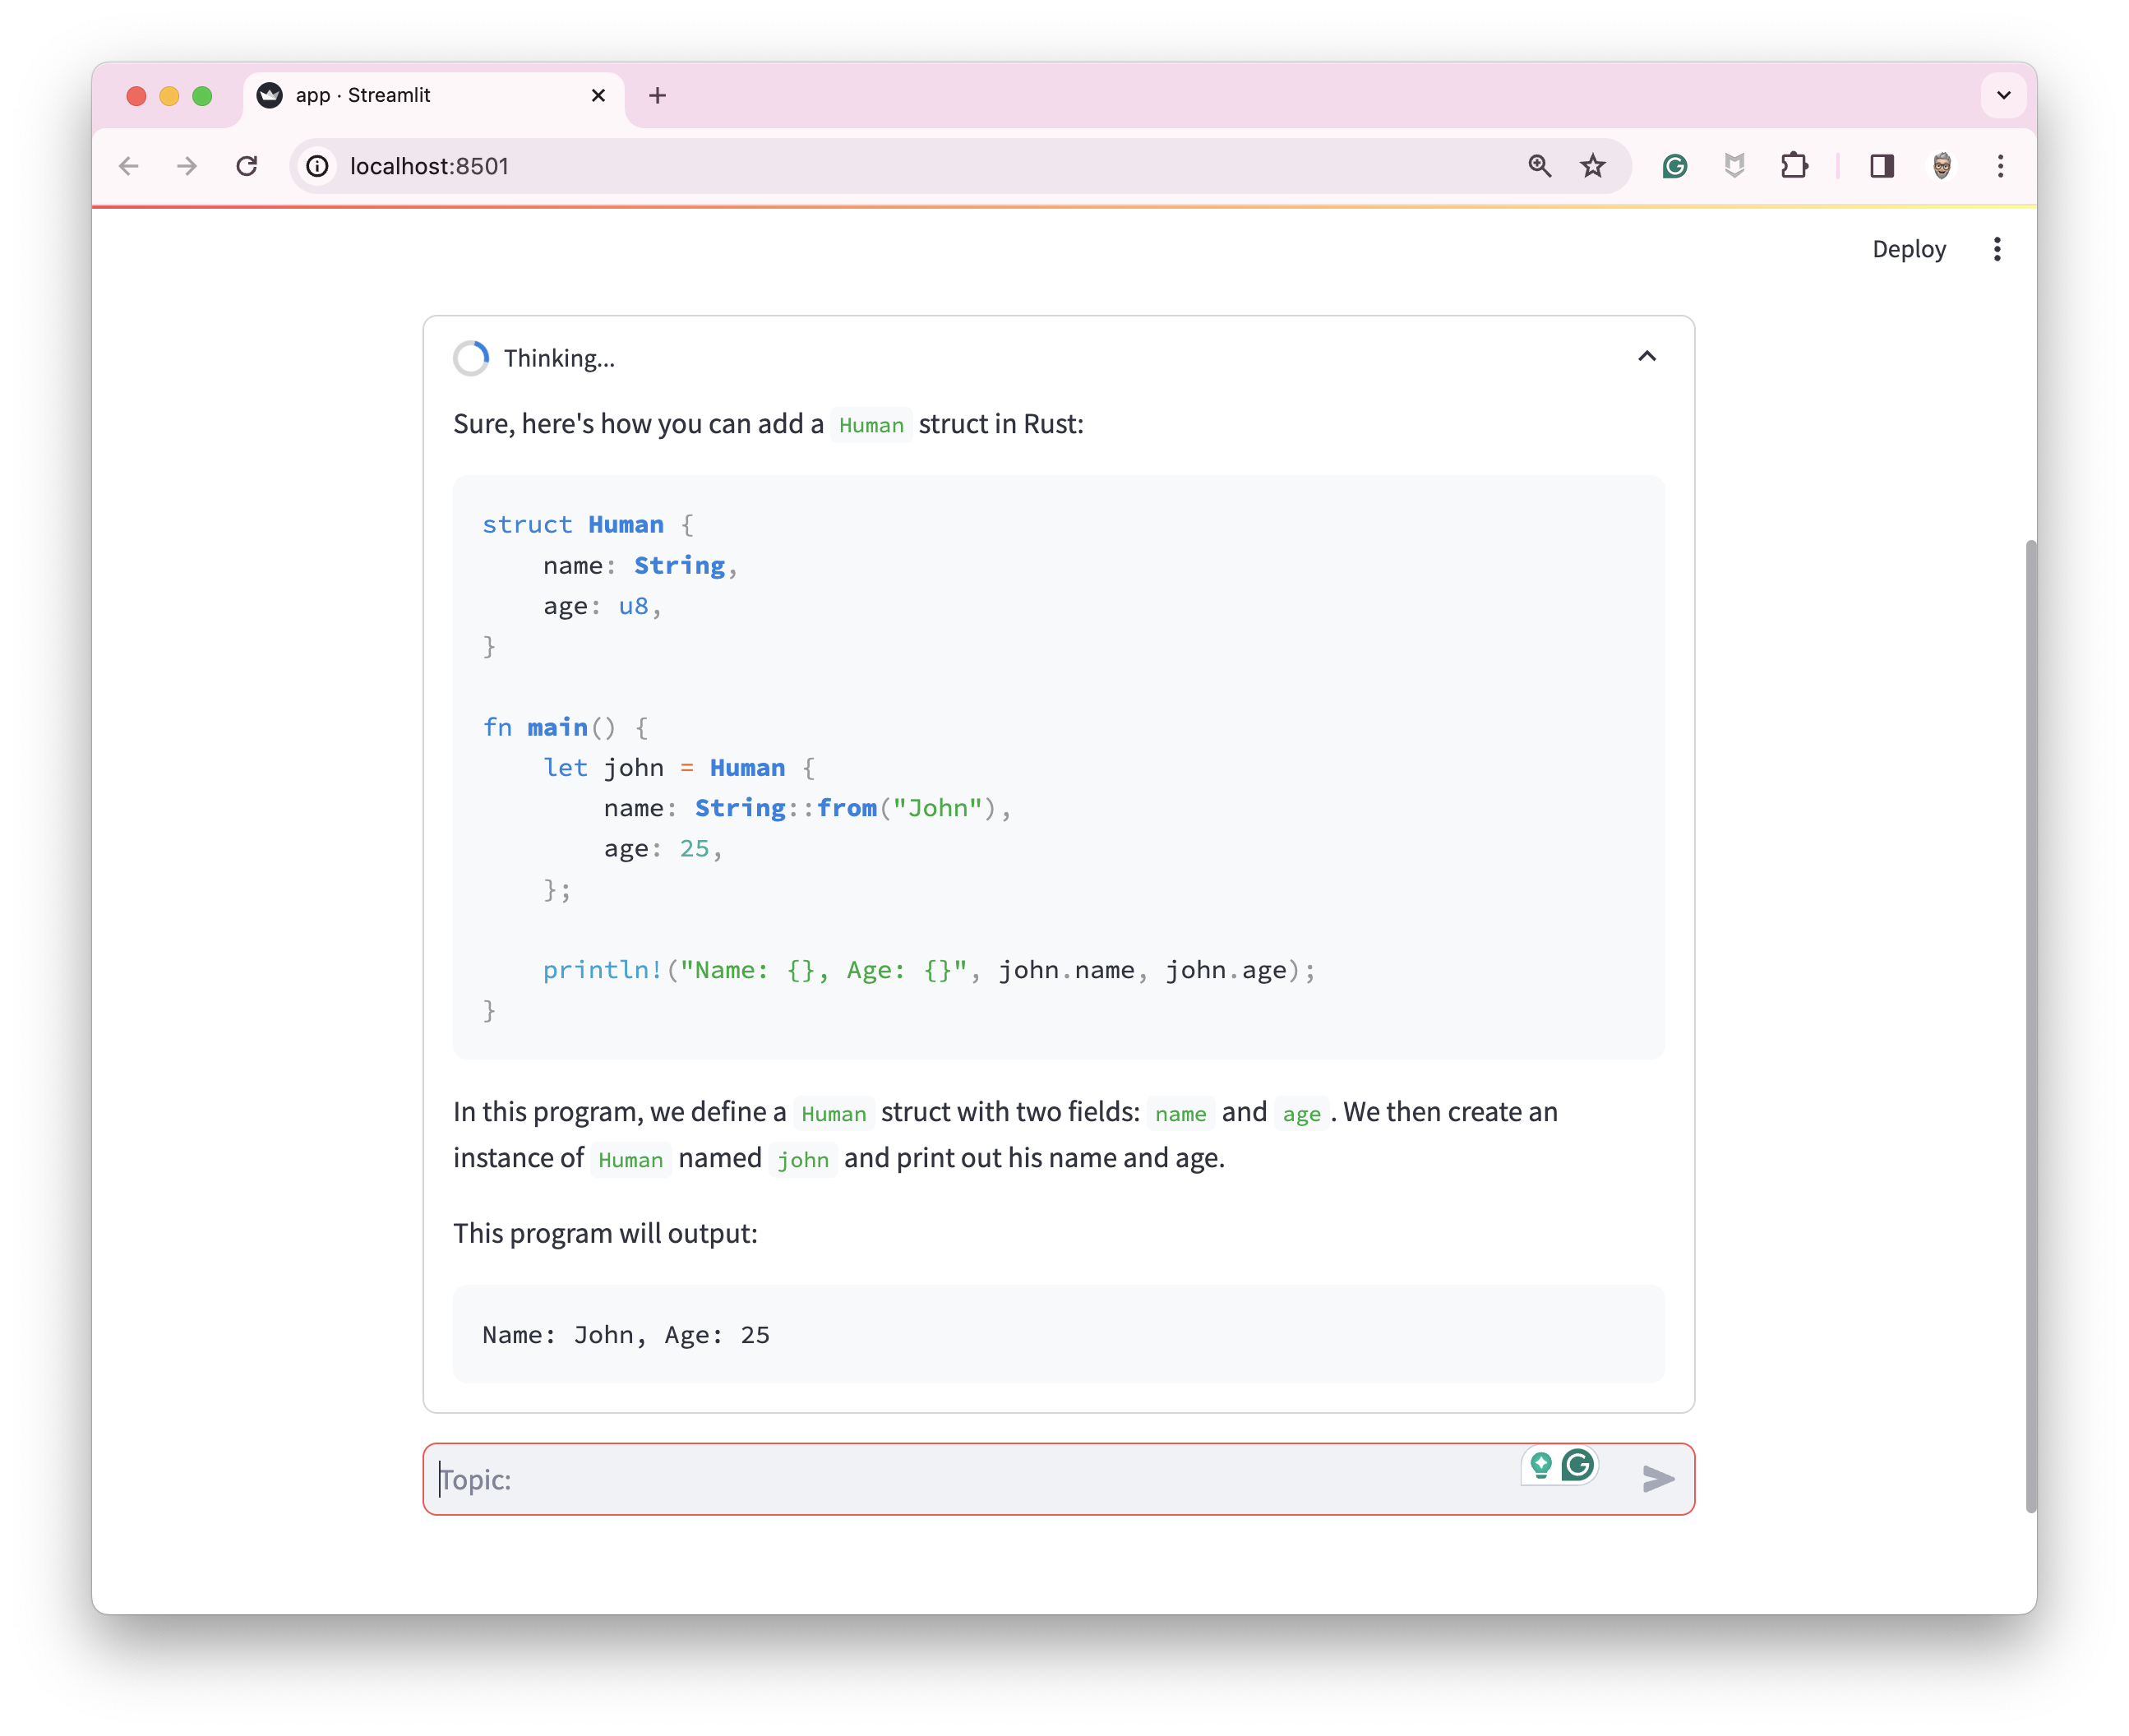 app · Streamlit
localhost:8501
Deploy
Thinking...
Sure, here's how you can add a Human struct in Rust:
struct Human {
    name: String,
    age: u8,
}
fn main() {
    let john = Human {
        name: String::from("John"),
        age: 25,
    };
    println!("Name: {}, Age: {}", john.name, john.age);
}
In this program, we define a Human struct with two fields: name and age . We then create an
instance of Human named john and print out his name and age.
This program will output:
Name: John, Age: 25
Topic: